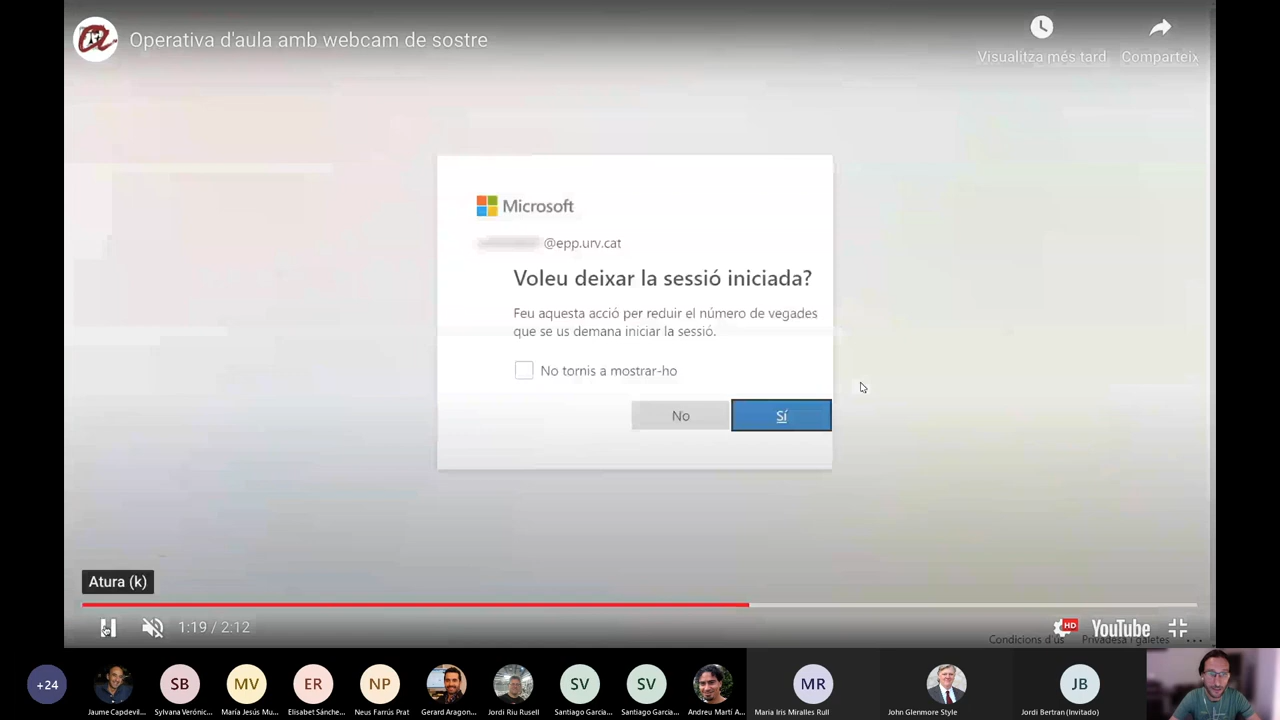 Operativa d'aula amb webcam de sostre
Visualitza més tard
Comparteix
Microsoft
@epp.urv.cat
Voleu deixar la sessió iniciada?
Feu aquesta acció per reduir el número de vegades
que se us demana iniciar la sessió.
No tornis a mostrar-ho
No
Sí
Atura (k)
1:19 / 2:12
HD
YouTube
Condicions d'ús
Privadesa i galetes
...
+24
SB
MV
ER
NP
SV
SV
MR
JB
Jaume Capdevil...
Sylvana Verónic...
María Jesús Mu...
Elisabet Sánche...
Neus Farrús Prat
Gerard Aragon...
Jordi Riu Rusell
Santiago Garcia...
Santiago Garcia...
Andreu Martí A...
Maria Iris Miralles Rull
John Glenmore Style
Jordi Bertran (Invitado)